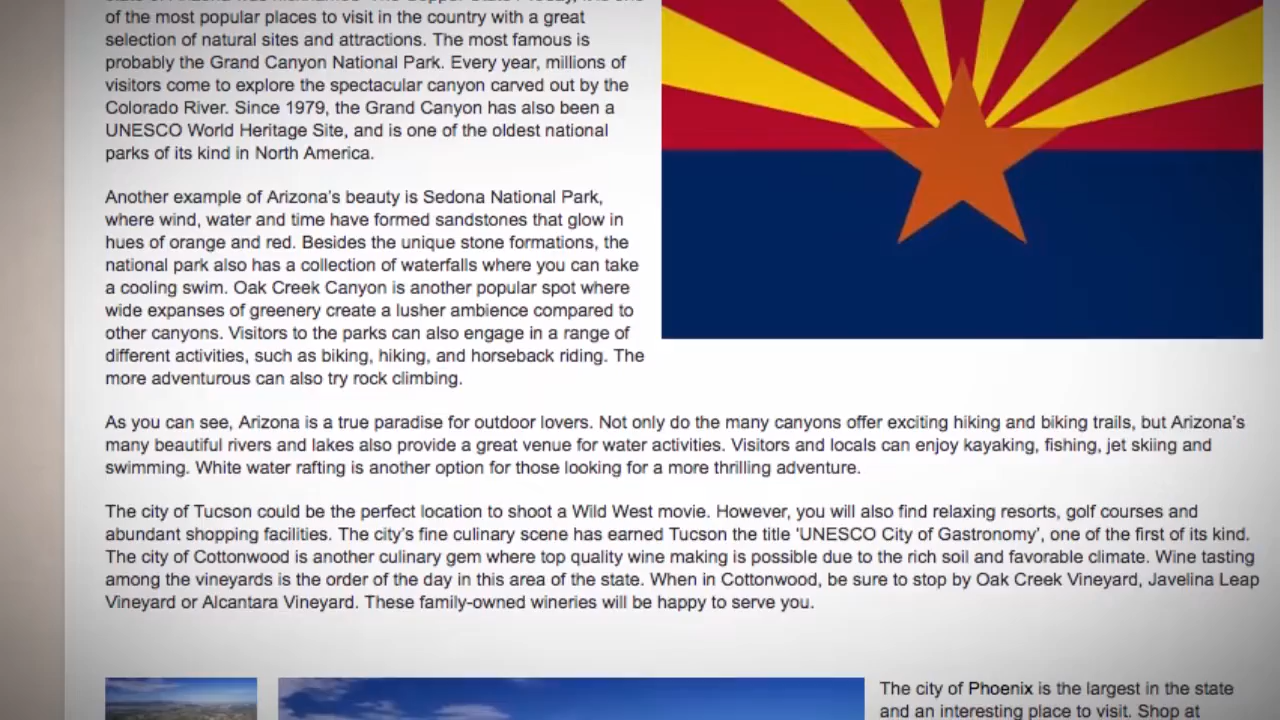 of the most popular places to visit in the country with a great
selection of natural sites and attractions. The most famous is
probably the Grand Canyon National Park. Every year, millions of
visitors come to explore the spectacular canyon carved out by the
Colorado River. Since 1979, the Grand Canyon has also been a
UNESCO World Heritage Site, and is one of the oldest national
parks of its kind in North America.
Another example of Arizona’s beauty is Sedona National Park,
where wind, water and time have formed sandstones that glow in
hues of orange and red. Besides the unique stone formations, the
national park also has a collection of waterfalls where you can take
a cooling swim. Oak Creek Canyon is another popular spot where
wide expanses of greenery create a lusher ambience compared to
other canyons. Visitors to the parks can also engage in a range of
different activities, such as biking, hiking, and horseback riding. The
more adventurous can also try rock climbing.
As you can see, Arizona is a true paradise for outdoor lovers. Not only do the many canyons offer exciting hiking and biking trails, but Arizona’s
many beautiful rivers and lakes also provide a great venue for water activities. Visitors and locals can enjoy kayaking, fishing, jet skiing and
swimming. White water rafting is another option for those looking for a more thrilling adventure.
The city of Tucson could be the perfect location to shoot a Wild West movie. However, you will also find relaxing resorts, golf courses and
abundant shopping facilities. The city’s fine culinary scene has earned Tucson the title ‘UNESCO City of Gastronomy’, one of the first of its kind.
The city of Cottonwood is another culinary gem where top quality wine making is possible due to the rich soil and favorable climate. Wine tasting
among the vineyards is the order of the day in this area of the state. When in Cottonwood, be sure to stop by Oak Creek Vineyard, Javelina Leap
Vineyard or Alcantara Vineyard. These family-owned wineries will be happy to serve you.
The city of Phoenix is the largest in the state
and an interesting place to visit. Shop at